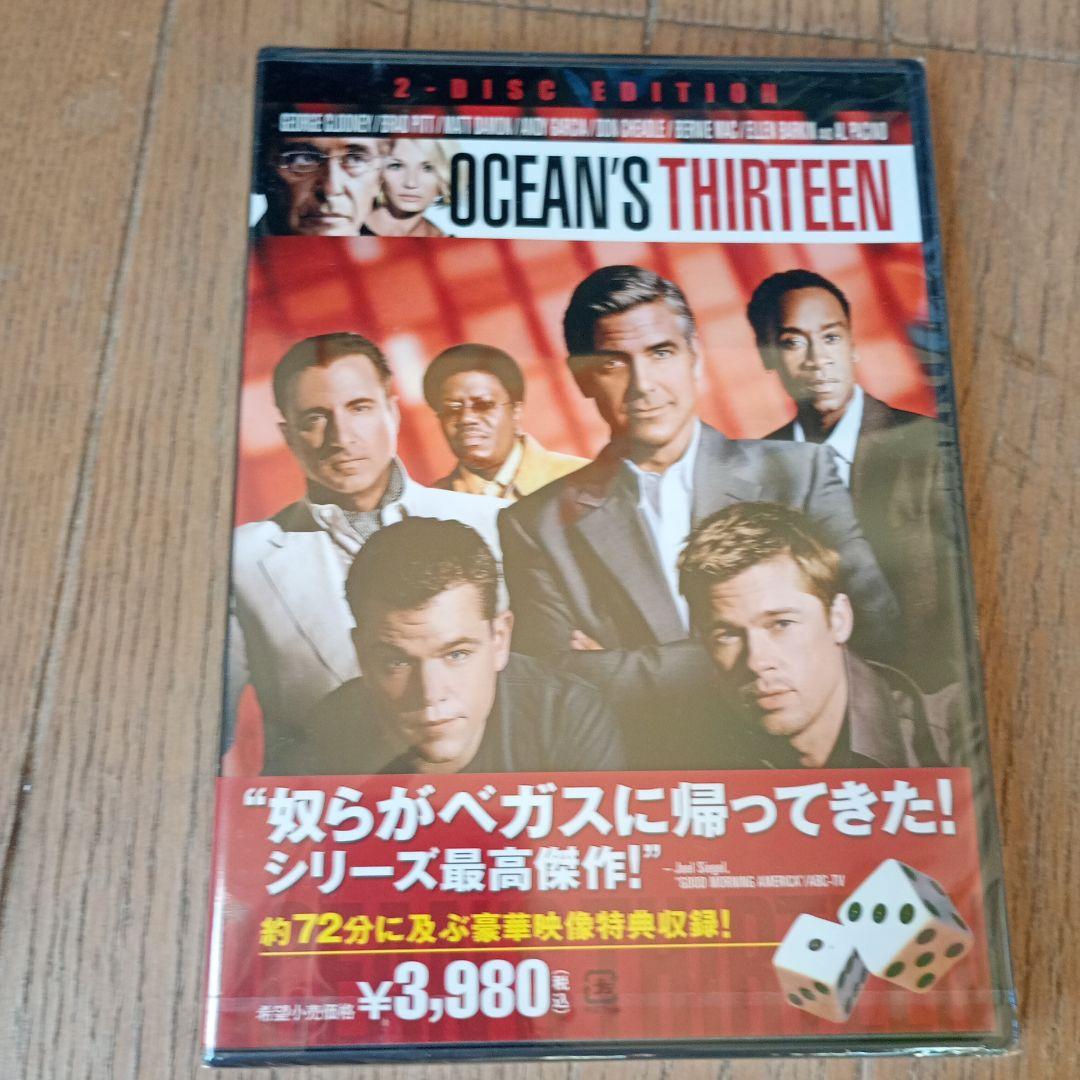 2-DISC EDITION
GEORGE CLOONEY / BRAD PITT / MATT DAMON / ANDY GARCIA / DON CHEADLE / BERNIE MAC / ELLEN BARKIN AND AL PACINO
OCEAN'S THIRTEEN
“奴らがベガスに帰ってきた!
シリーズ最高傑作!”
– Joel Siegel,
"GOOD MORNING AMERICA"/ABC-TV
約72分に及ぶ豪華映像特典収録!
希望小売価格 ¥3,980(税込)